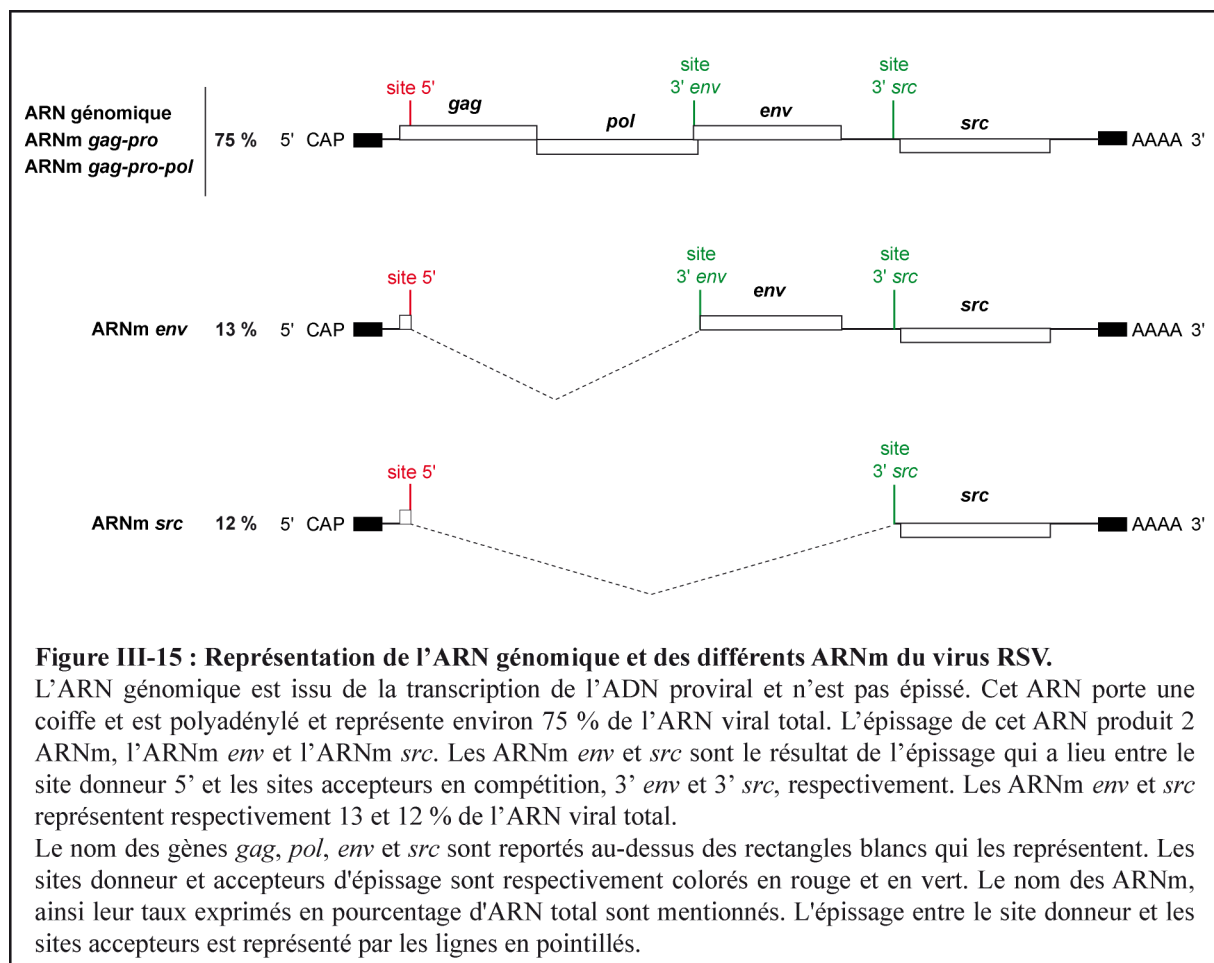 site 5'
gag
pol
site
3' env
env
site
3' src
src
ARN génomique
ARNm gag-pro
ARNm gag-pro-pol
75 %
5' CAP
AAAA 3'
site 5'
site
3' env
env
site
3' src
src
ARNm env
13 %
5' CAP
AAAA 3'
site 5'
site
3' src
src
ARNm src
12 %
5' CAP
AAAA 3'
Figure III-15 : Représentation de l’ARN génomique et des différents ARNm du virus RSV.
L’ARN génomique est issu de la transcription de l’ADN proviral et n’est pas épissé. Cet ARN porte une
coiffe et est polyadénylé et représente environ 75 % de l’ARN viral total. L’épissage de cet ARN produit 2
ARNm, l’ARNm env et l’ARNm src. Les ARNm env et src sont le résultat de l’épissage qui a lieu entre le
site donneur 5’ et les sites accepteurs en compétition, 3’ env et 3’ src, respectivement. Les ARNm env et src
représentent respectivement 13 et 12 % de l’ARN viral total.
Le nom des gènes gag, pol, env et src sont reportés au-dessus des rectangles blancs qui les représentent. Les
sites donneur et accepteurs d'épissage sont respectivement colorés en rouge et en vert. Le nom des ARNm,
ainsi leur taux exprimés en pourcentage d'ARN total sont mentionnés. L'épissage entre le site donneur et les
sites accepteurs est représenté par les lignes en pointillés.